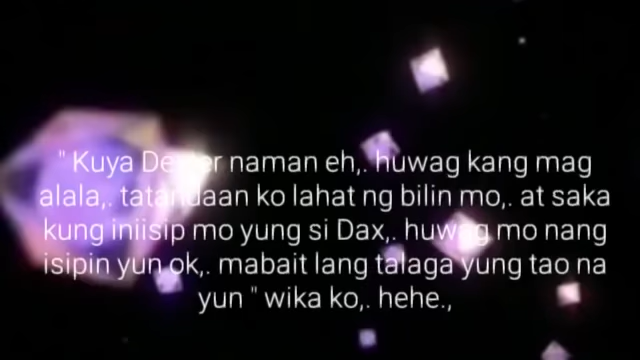 " Kuya Dexter naman eh,. huwag kang mag
alala,. tatandaan ko lahat ng bilin mo,. at saka
kung iniisip mo yung si Dax,. huwag mo nang
isipin yun ok,. mabait lang talaga yung tao na
yun " wika ko,. hehe.,